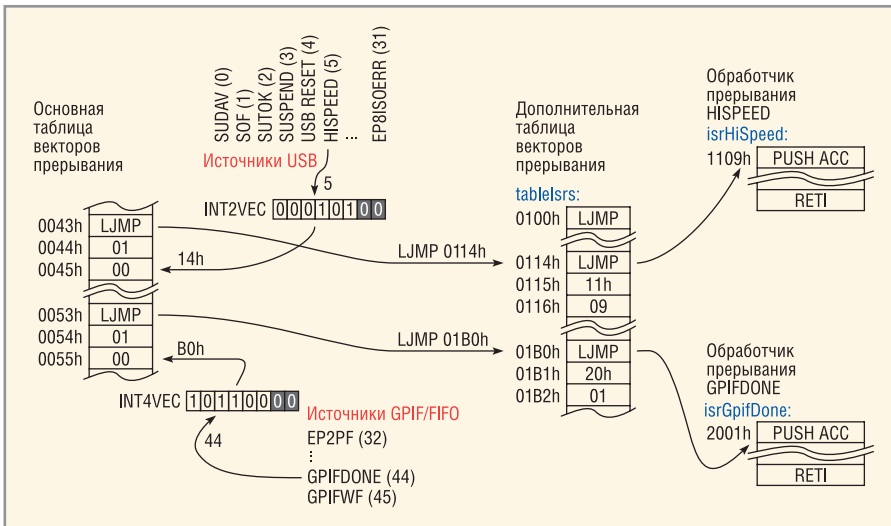 Основная
таблица
векторов
прерывания
0043h LJMP
0044h 01
0045h 00
0053h LJMP
0054h 01
0055h 00
SUDAV (0)
SOF (1)
SUTOK (2)
SUSPEND (3)
USB RESET (4)
HISPEED (5)
...
EP8ISOERR (31)
Источники USB
5
INT2VEC 0 0 0 1 0 1 0 0
14h
LJMP 0114h
LJMP 01B0h
B0h
INT4VEC 1 0 1 1 0 0 0 0
44
Источники GPIF/FIFO
EP2PF (32)
⋮
GPIFDONE (44)
GPIFWF (45)
Дополнительная
таблица
векторов
прерывания
tableIsrs:
0100h LJMP
0114h LJMP
0115h 11h
0116h 09
01B0h LJMP
01B1h 20h
01B2h 01
Обработчик
прерывания
HISPEED
isrHiSpeed:
1109h PUSH ACC
RETI
Обработчик
прерывания
GPIFDONE
isrGpifDone:
2001h PUSH ACC
RETI